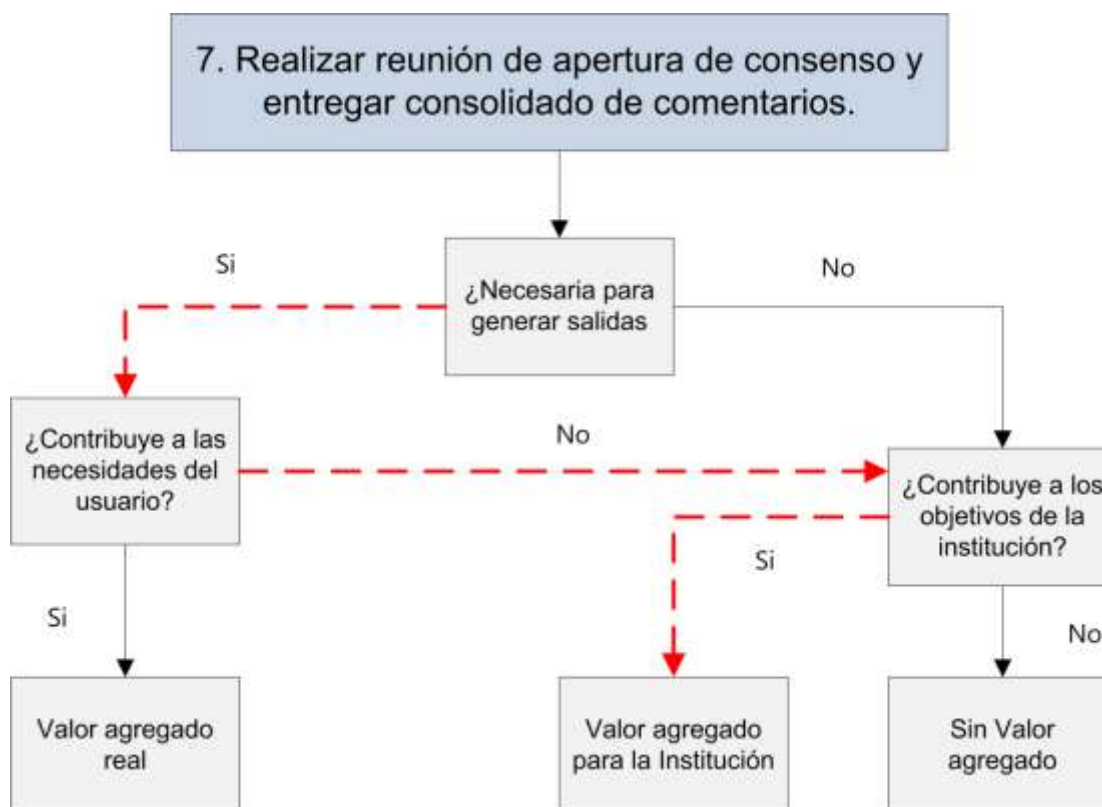 7. Realizar reunión de apertura de consenso y
entregar consolidado de comentarios.
Si
No
¿Necesaria para
generar salidas
¿Contribuye a las
necesidades del
usuario?
No
¿Contribuye a los
objetivos de la
institución?
Si
Si
No
Valor agregado
real
Valor agregado
para la Institución
Sin Valor
agregado